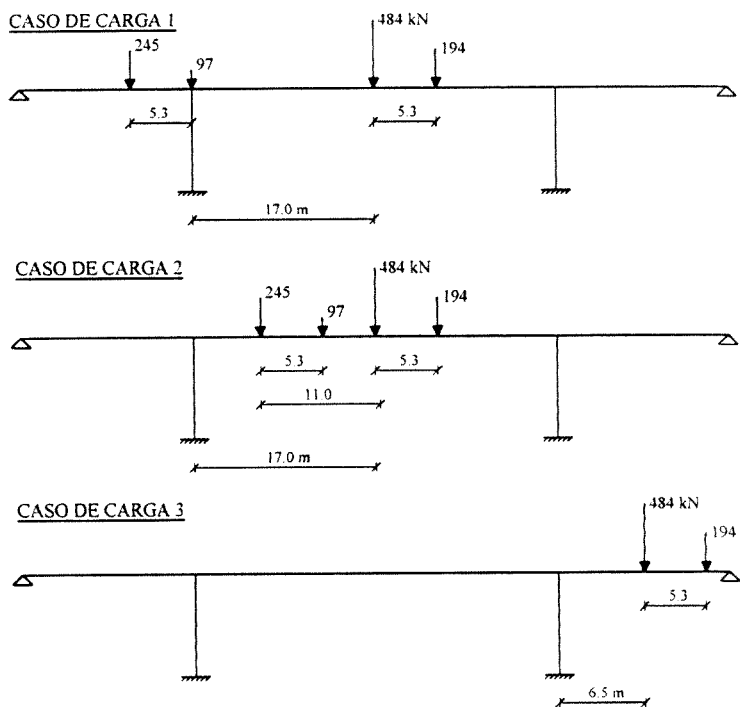 CASO DE CARGA 1
484 kN
245
194
97
5.3
5.3
17.0 m
CASO DE CARGA 2
484 kN
245
97
194
5.3
5.3
11.0
17.0 m
CASO DE CARGA 3
484 kN
194
5.3
6.5 m